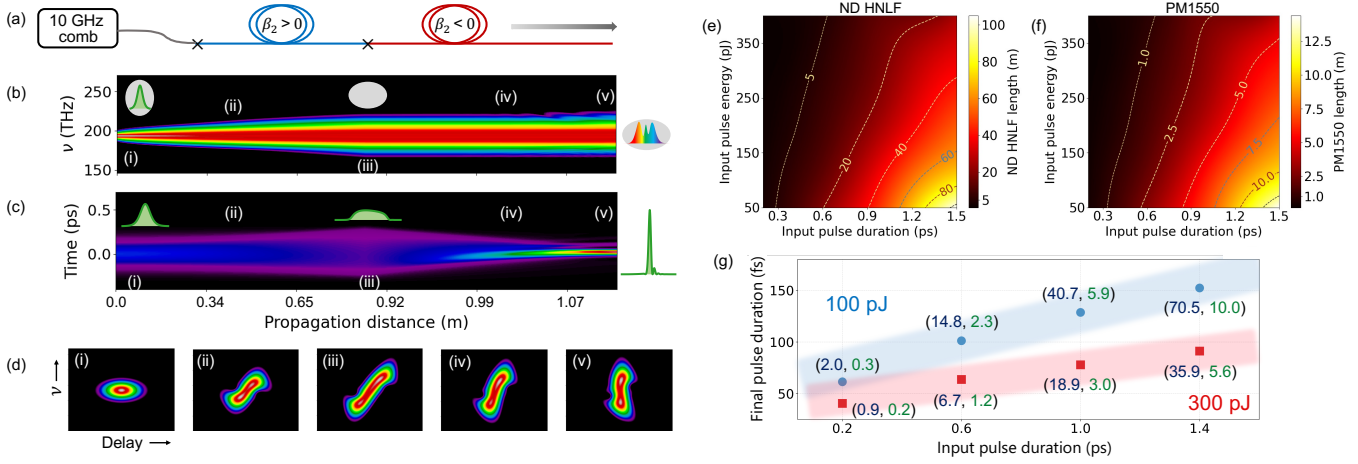 (a)
10 GHz
comb
β₂ > 0
β₂ < 0
(b)
ν (THz)
250
200
150
(i)
(ii)
(iii)
(iv)
(v)
(c)
Time (ps)
0.5
0.0
(i)
(ii)
(iii)
(iv)
(v)
0.0 0.34 0.65 0.92 0.99 1.07
Propagation distance (m)
(d)
ν
(i)
(ii)
(iii)
(iv)
(v)
Delay
(e)
ND HNLF
Input pulse energy (pJ)
350
250
150
50
5
20
40
60
80
0.3 0.6 0.9 1.2 1.5
Input pulse duration (ps)
100
80
60
40
20
5
ND HNLF length (m)
(f)
PM1550
Input pulse energy (pJ)
350
250
150
50
1.0
2.5
5.0
7.5
10.0
0.3 0.6 0.9 1.2 1.5
Input pulse duration (ps)
12.5
10.0
7.5
5.0
2.5
1.0
PM1550 length (m)
(g)
Final pulse duration (fs)
150
100
50
100 pJ
(2.0, 0.3)
(14.8, 2.3)
(40.7, 5.9)
(70.5, 10.0)
(0.9, 0.2)
(6.7, 1.2)
(18.9, 3.0)
(35.9, 5.6)
300 pJ
0.2 0.6 1.0 1.4
Input pulse duration (ps)